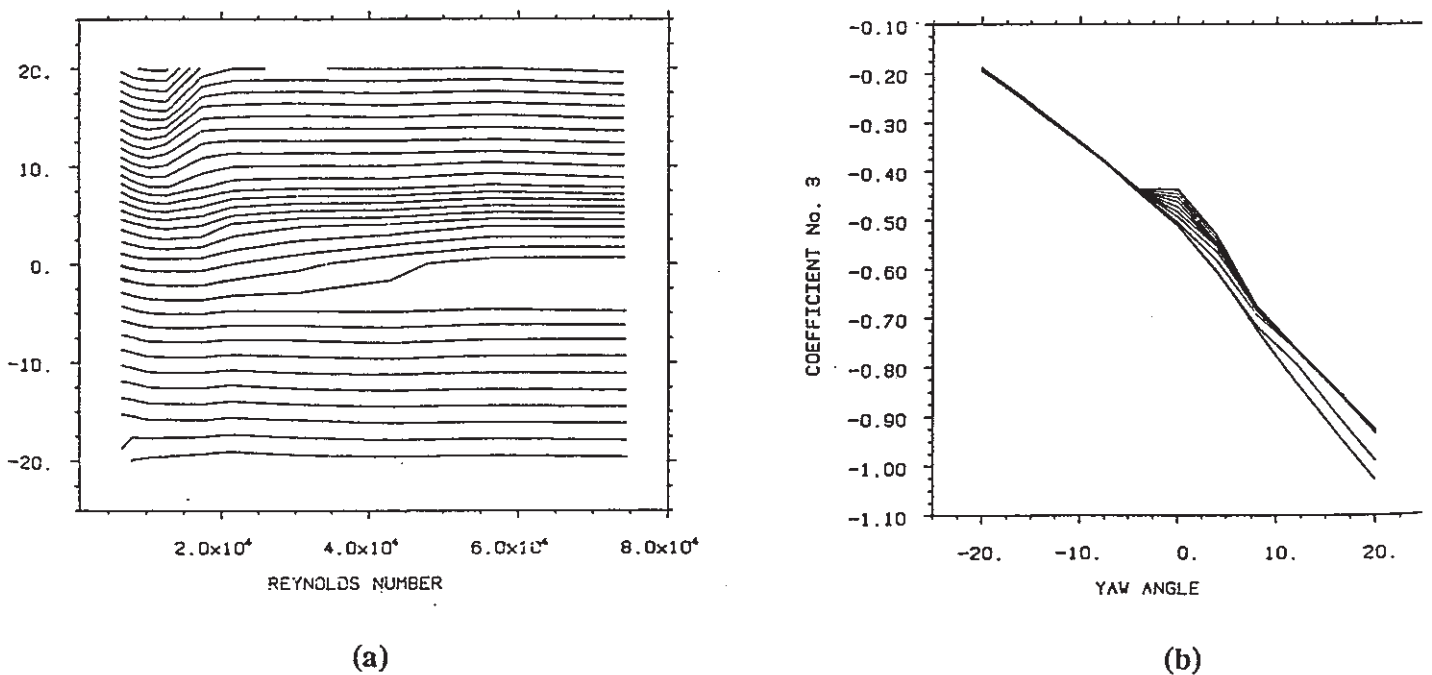 20.
10.
0.
-10.
-20.
2.0x10⁴
4.0x10⁴
6.0x10⁴
8.0x10⁴
REYNOLDS NUMBER
(a)
-0.10
-0.20
-0.30
-0.40
-0.50
-0.60
-0.70
-0.80
-0.90
-1.00
-1.10
COEFFICIENT No. 3
-20.
-10.
0.
10.
20.
YAW ANGLE
(b)